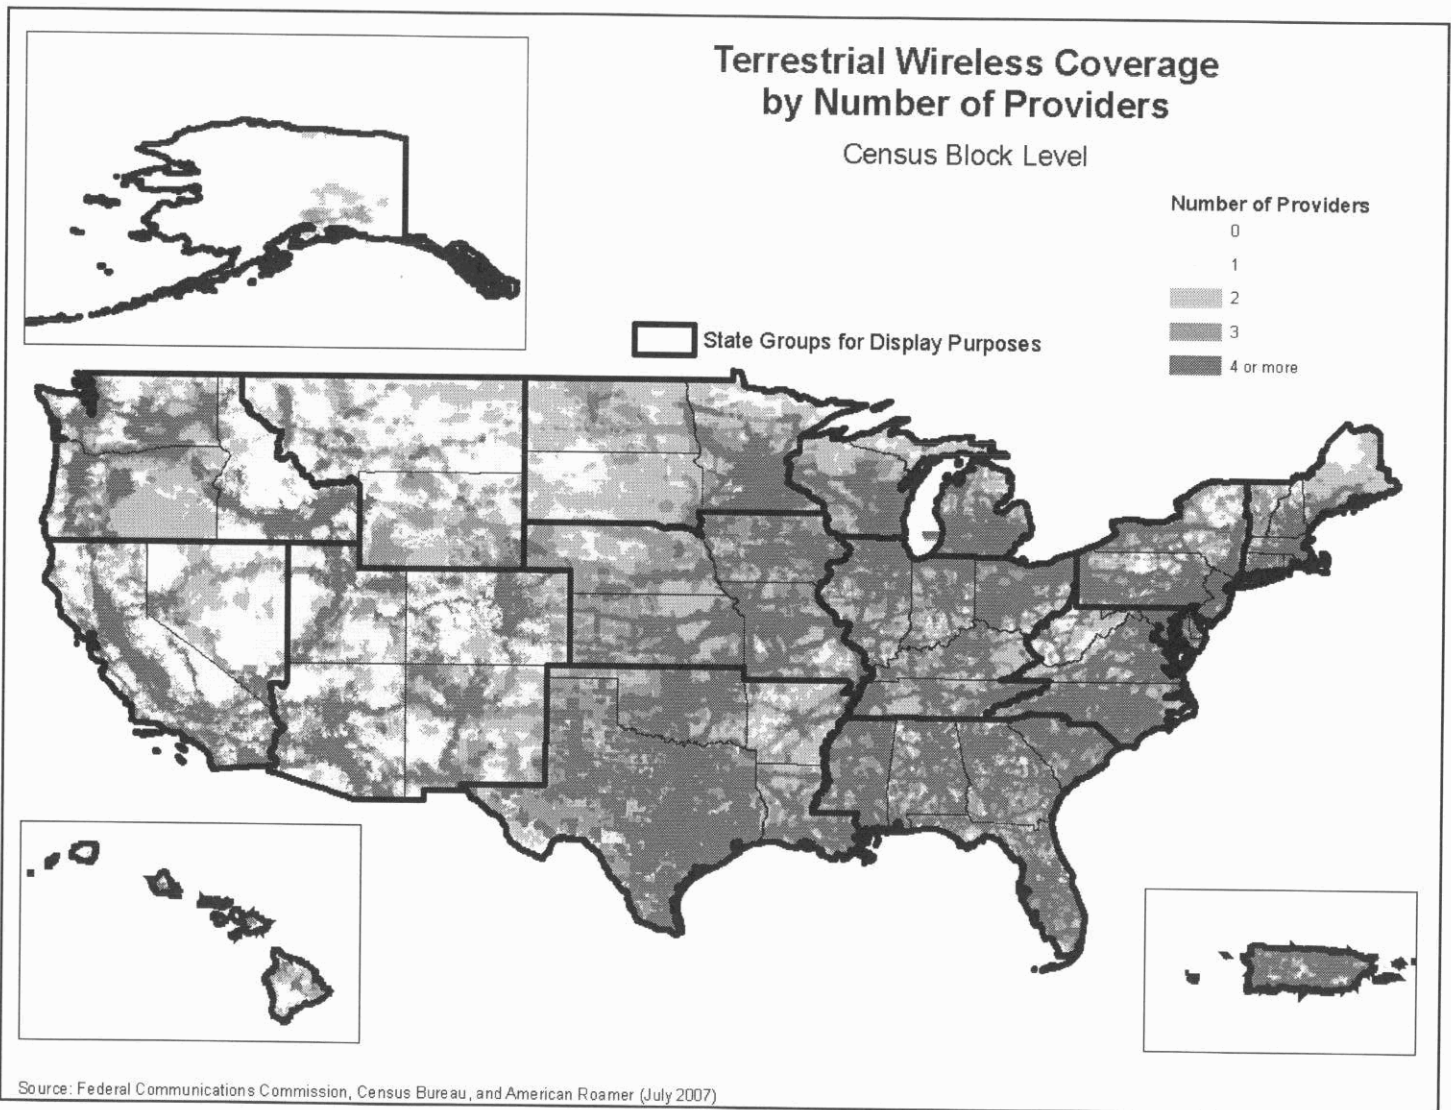 Terrestrial Wireless Coverage
by Number of Providers
Census Block Level
Number of Providers
0
1
2
3
4 or more
State Groups for Display Purposes
Source: Federal Communications Commission, Census Bureau, and American Roamer (July 2007)